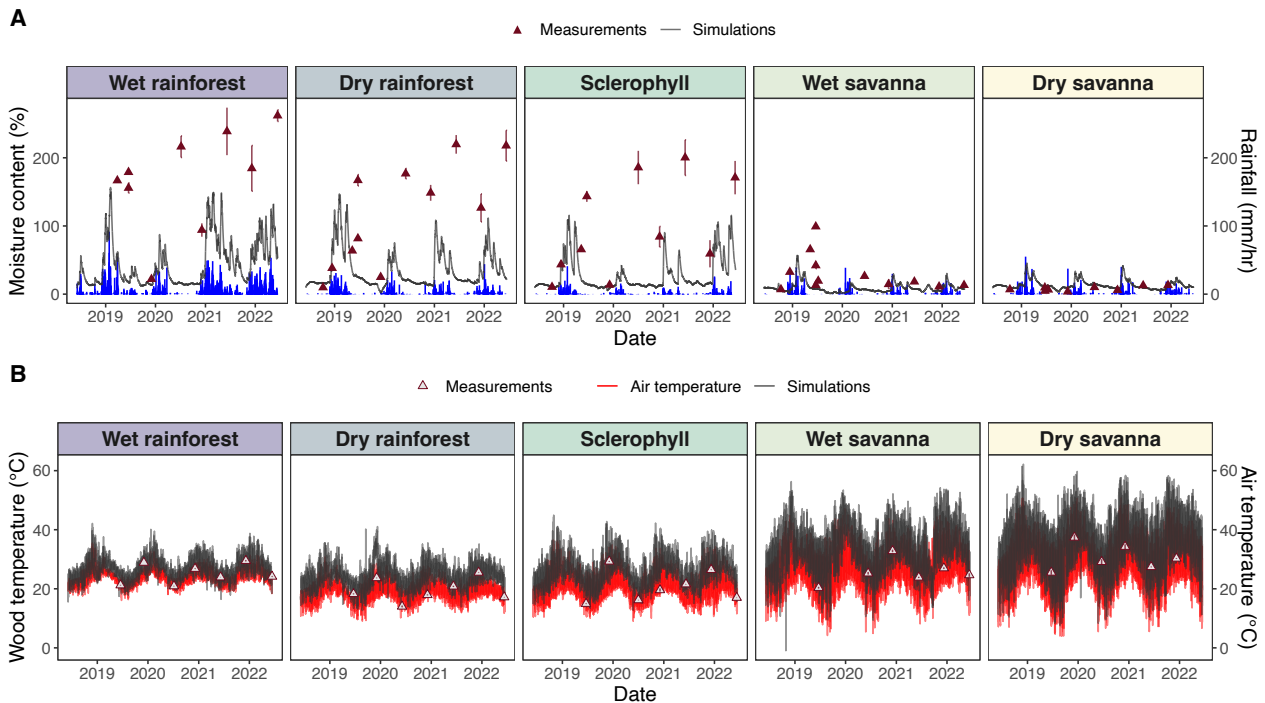 A
Measurements Simulations
Wet rainforest Dry rainforest Sclerophyll Wet savanna Dry savanna
Moisture content (%)
200
100
0
Rainfall (mm/hr)
200
100
0
2019 2020 2021 2022 2019 2020 2021 2022 2019 2020 2021 2022 2019 2020 2021 2022 2019 2020 2021 2022
Date
B
Measurements Air temperature Simulations
Wet rainforest Dry rainforest Sclerophyll Wet savanna Dry savanna
Wood temperature (°C)
60
40
20
0
Air temperature (°C)
60
40
20
0
2019 2020 2021 2022 2019 2020 2021 2022 2019 2020 2021 2022 2019 2020 2021 2022 2019 2020 2021 2022
Date